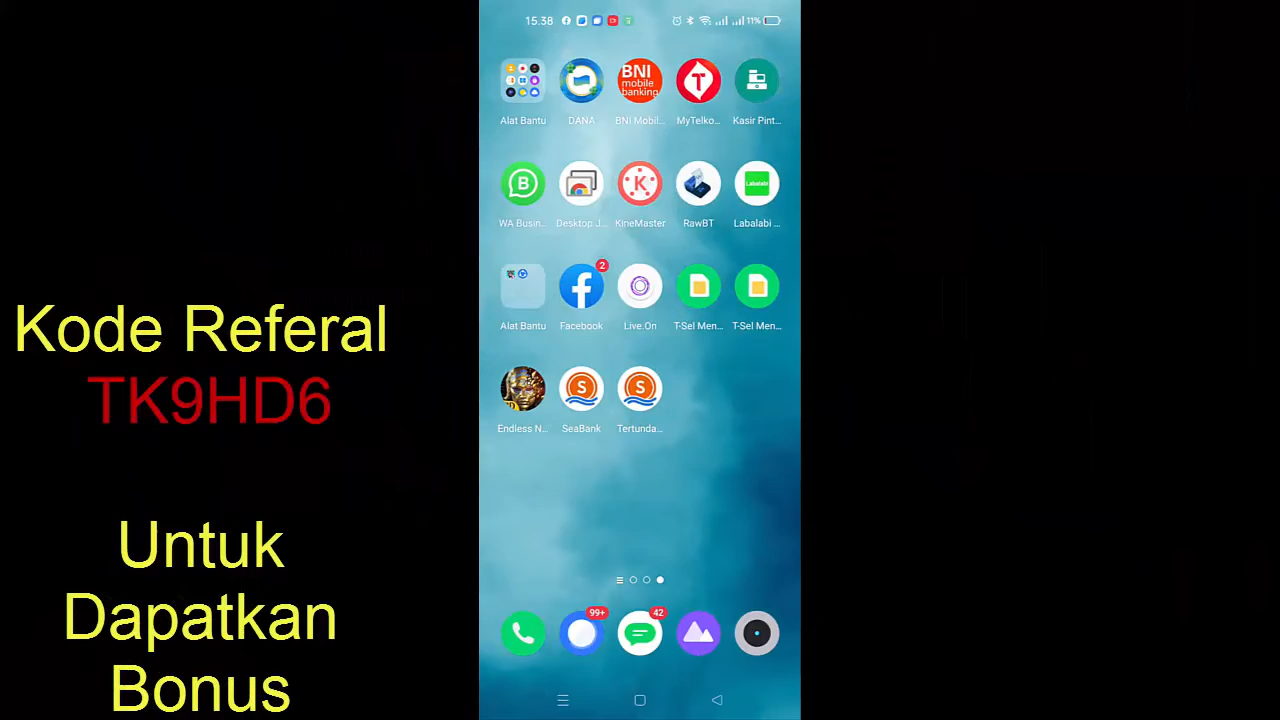 15.38
11%
BNI
mobile
banking
Alat Bantu
DANA
BNI Mobil...
MyTelko...
Kasir Pint...
Labalabi
WA Busin...
Desktop J...
KineMaster
RawBT
Labalabi ...
2
Alat Bantu
Facebook
Live.On
T-Sel Men...
T-Sel Men...
Endless N...
SeaBank
Tertunda...
99+
42
Kode Referal
TK9HD6
Untuk
Dapatkan
Bonus